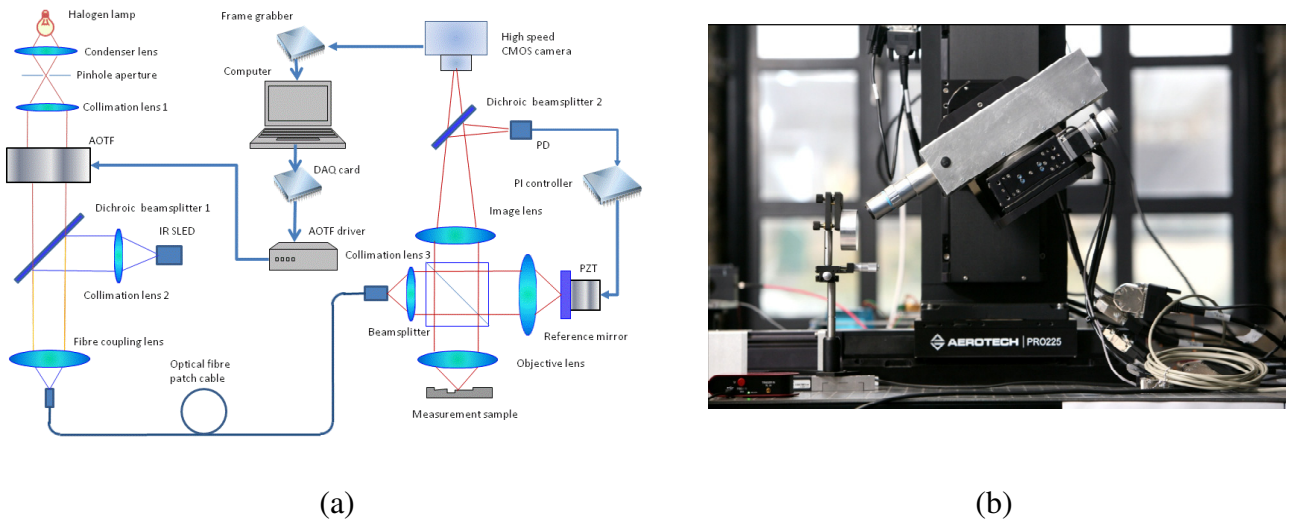 Halogen lamp
Condenser lens
Pinhole aperture
Collimation lens 1
AOTF
Dichroic beamsplitter 1
IR SLED
Collimation lens 2
Fibre coupling lens
Optical fibre
patch cable
Frame grabber
Computer
DAQ card
AOTF driver
High speed
CMOS camera
Dichroic beamsplitter 2
PD
PI controller
Image lens
Collimation lens 3
PZT
Beamsplitter
Reference mirror
Objective lens
Measurement sample
AEROTECH PRO225
(a)
(b)